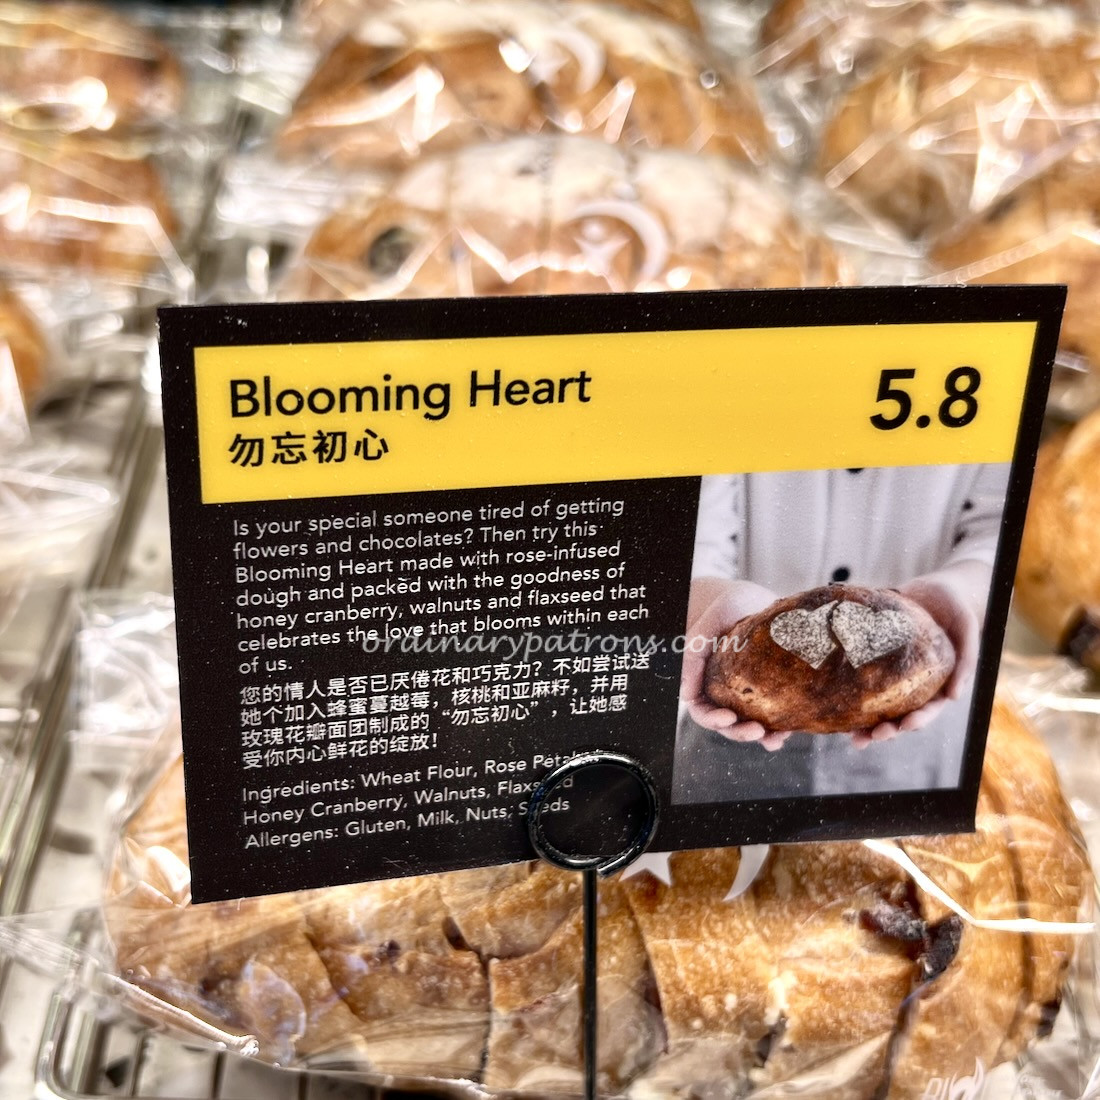 Blooming Heart
勿忘初心
5.8
Is your special someone tired of getting
flowers and chocolates? Then try this
Blooming Heart made with rose-infused
dough and packed with the goodness of
honey cranberry, walnuts and flaxseed that
celebrates the love that blooms within each
of us.
ordinarypatrons.com
您的情人是否已厌倦花和巧克力？不如尝试送
她个加入蜂蜜蔓越莓，核桃和亚麻籽，并用
玫瑰花瓣面团制成的“勿忘初心”，让她感
受你内心鲜花的绽放！
Ingredients: Wheat Flour, Rose Petals,
Honey Cranberry, Walnuts, Flaxseed
Allergens: Gluten, Milk, Nuts, Seeds